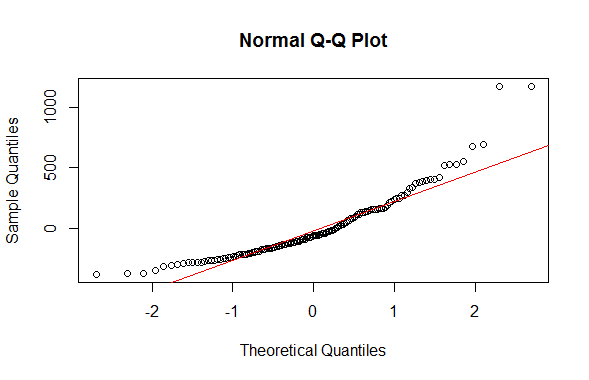 Normal Q-Q Plot
Sample Quantiles
1000
500
0
-2 -1 0 1 2
Theoretical Quantiles